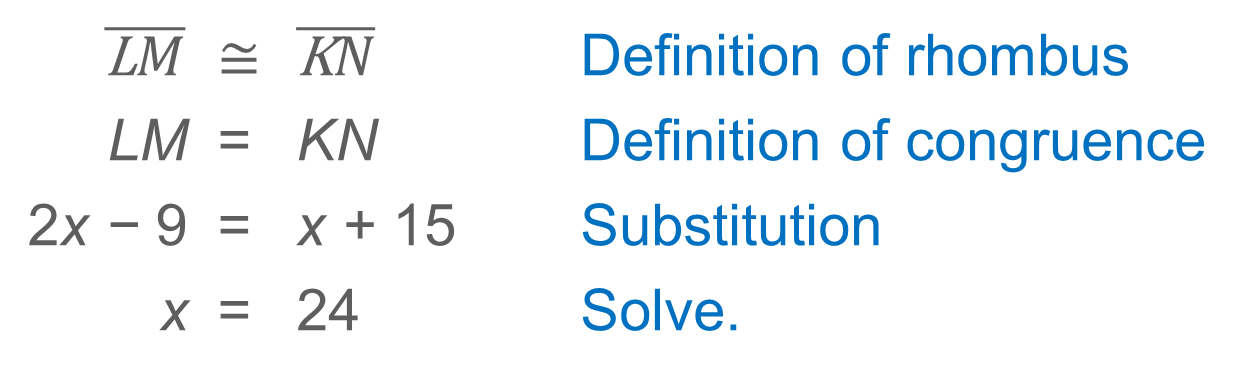 LM ≅ KN Definition of rhombus
LM = KN Definition of congruence
2x − 9 = x + 15 Substitution
x = 24 Solve.